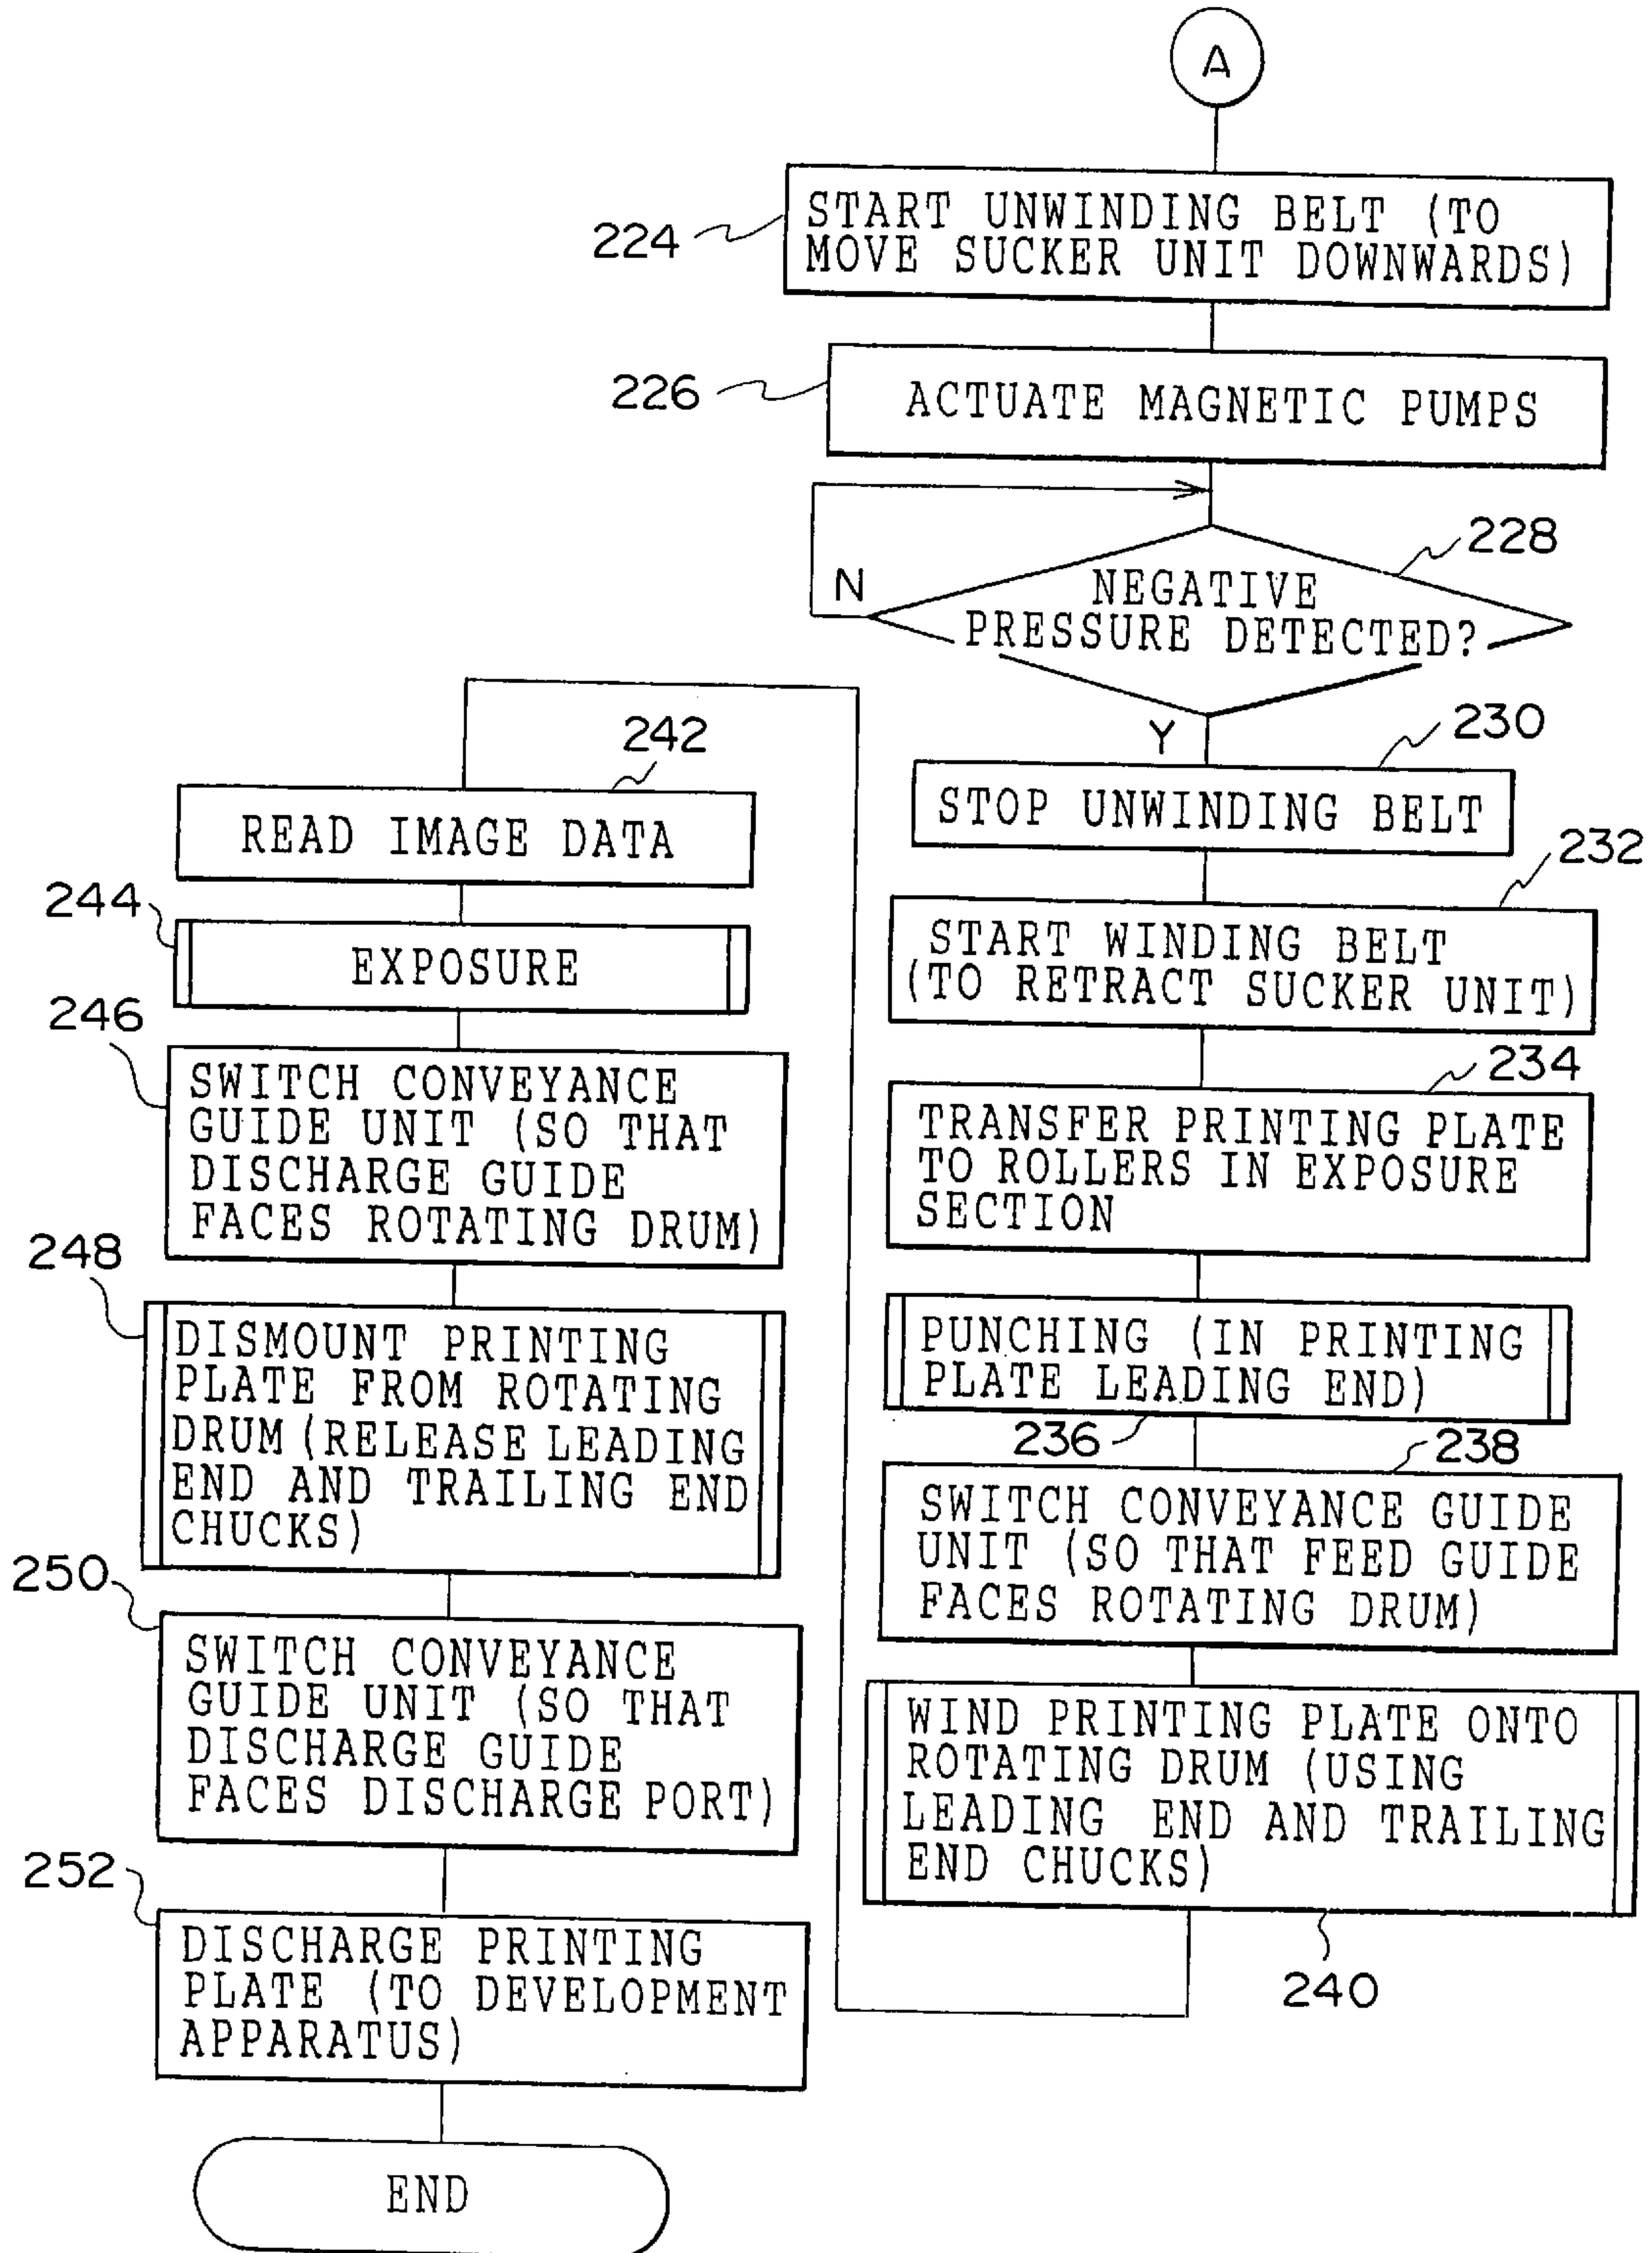 A
224
START UNWINDING BELT (TO
MOVE SUCKER UNIT DOWNWARDS)
226
ACTUATE MAGNETIC PUMPS
228
N
NEGATIVE
PRESSURE DETECTED?
Y
230
STOP UNWINDING BELT
232
START WINDING BELT
(TO RETRACT SUCKER UNIT)
234
TRANSFER PRINTING PLATE
TO ROLLERS IN EXPOSURE
SECTION
PUNCHING (IN PRINTING
PLATE LEADING END)
236
238
SWITCH CONVEYANCE GUIDE
UNIT (SO THAT FEED GUIDE
FACES ROTATING DRUM)
WIND PRINTING PLATE ONTO
ROTATING DRUM (USING
LEADING END AND TRAILING
END CHUCKS)
240
242
READ IMAGE DATA
244
EXPOSURE
246
SWITCH CONVEYANCE
GUIDE UNIT (SO THAT
DISCHARGE GUIDE
FACES ROTATING DRUM)
248
DISMOUNT PRINTING
PLATE FROM ROTATING
DRUM (RELEASE LEADING
END AND TRAILING END
CHUCKS)
250
SWITCH CONVEYANCE
GUIDE UNIT (SO THAT
DISCHARGE GUIDE
FACES DISCHARGE PORT)
252
DISCHARGE PRINTING
PLATE (TO DEVELOPMENT
APPARATUS)
END